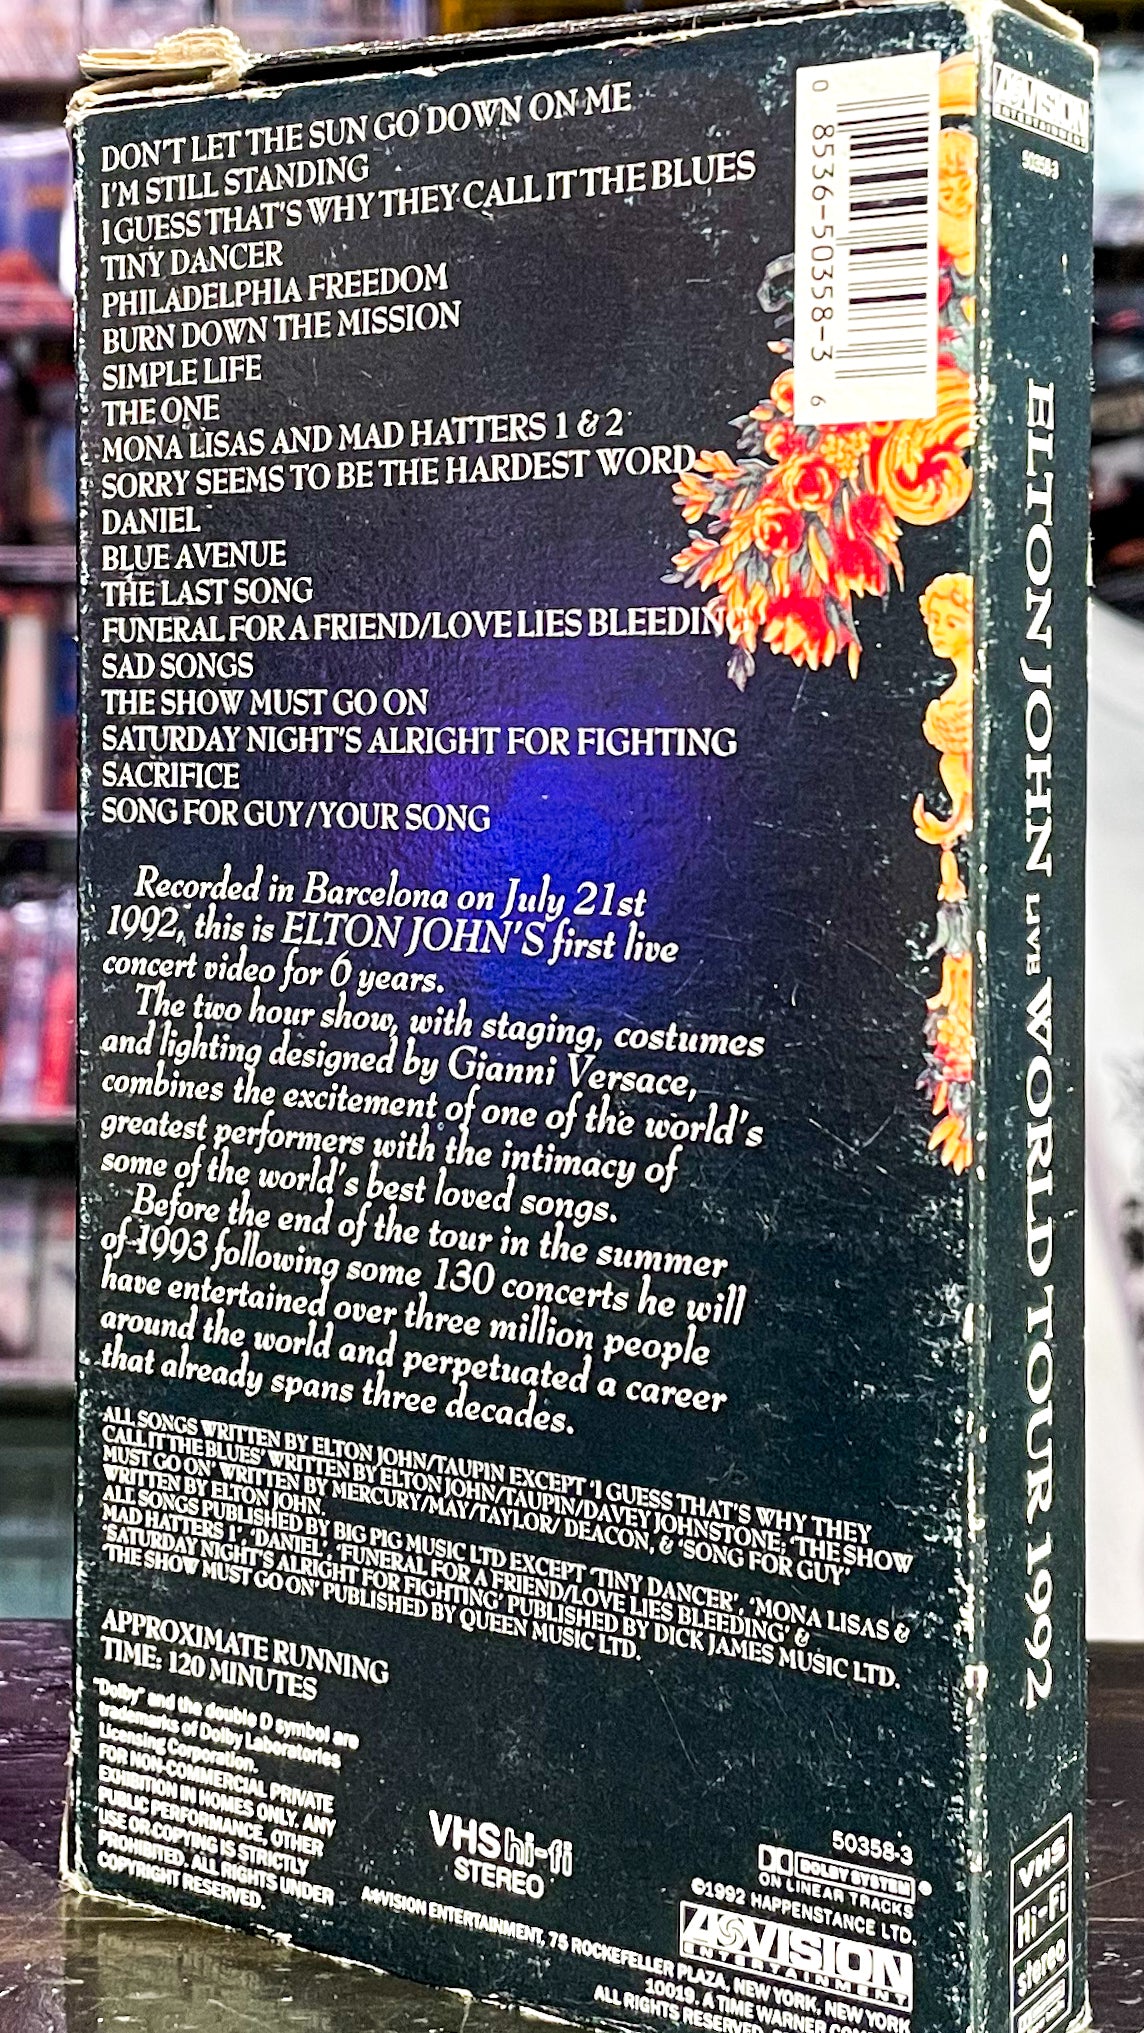 DON'T LET THE SUN GO DOWN ON ME
I'M STILL STANDING
I GUESS THAT'S WHY THEY CALL IT THE BLUES
TINY DANCER
PHILADELPHIA FREEDOM
BURN DOWN THE MISSION
SIMPLE LIFE
THE ONE
MONA LISAS AND MAD HATTERS 1 & 2
SORRY SEEMS TO BE THE HARDEST WORD
DANIEL
BLUE AVENUE
THE LAST SONG
FUNERAL FOR A FRIEND/LOVE LIES BLEEDING
SAD SONGS
THE SHOW MUST GO ON
SATURDAY NIGHT'S ALRIGHT FOR FIGHTING
SACRIFICE
SONG FOR GUY/YOUR SONG
Recorded in Barcelona on July 21st
1992, this is ELTON JOHN'S first live
concert video for 6 years.
The two hour show, with staging, costumes
and lighting designed by Gianni Versace,
combines the excitement of one of the world's
greatest performers with the intimacy of
some of the world's best loved songs.
Before the end of the tour in the summer
of 1993 following some 130 concerts he will
have entertained over three million people
around the world and perpetuated a career
that already spans three decades.
ALL SONGS WRITTEN BY ELTON JOHN/TAUPIN EXCEPT 'I GUESS THAT'S WHY THEY
CALL IT THE BLUES' WRITTEN BY ELTON JOHN/TAUPIN/DAVEY JOHNSTONE; 'THE SHOW
MUST GO ON' WRITTEN BY MERCURY/MAY/TAYLOR/ DEACON, & 'SONG FOR GUY'
WRITTEN BY ELTON JOHN.
ALL SONGS PUBLISHED BY BIG PIG MUSIC LTD EXCEPT 'TINY DANCER', 'MONA LISAS &
MAD HATTERS 1', 'DANIEL', 'FUNERAL FOR A FRIEND/LOVE LIES BLEEDING' &
'SATURDAY NIGHT'S ALRIGHT FOR FIGHTING' PUBLISHED BY DICK JAMES MUSIC LTD.
'THE SHOW MUST GO ON' PUBLISHED BY QUEEN MUSIC LTD.
APPROXIMATE RUNNING
TIME: 120 MINUTES
"Dolby" and the double D symbol are
trademarks of Dolby Laboratories
Licensing Corporation.
FOR NON-COMMERCIAL PRIVATE
EXHIBITION IN HOMES ONLY. ANY
PUBLIC PERFORMANCE, OTHER
USE OR COPYING IS STRICTLY
PROHIBITED. ALL RIGHTS UNDER
COPYRIGHT RESERVED.
VHS hi-fi
STEREO
50358-3
DOLBY SYSTEM
ON LINEAR TRACKS
©1992 HAPPENSTANCE LTD.
A*VISION
ENTERTAINMENT
A*VISION ENTERTAINMENT, 75 ROCKEFELLER PLAZA, NEW YORK, NEW YORK
10019. A TIME WARNER
ALL RIGHTS RESERVED.
0 8536-50358-3 6
A*VISION
ENTERTAINMENT
50358-3
ELTON JOHN LIVE WORLD TOUR 1992
VHS
Hi-Fi
stereo